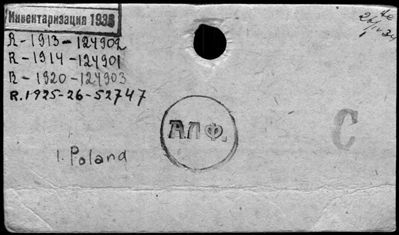 Инвентаризация 1938
R-1913-124902
R-1914-124901
R-1920-124903
R.1925-26-52747
АЛФ.
C
1. Poland